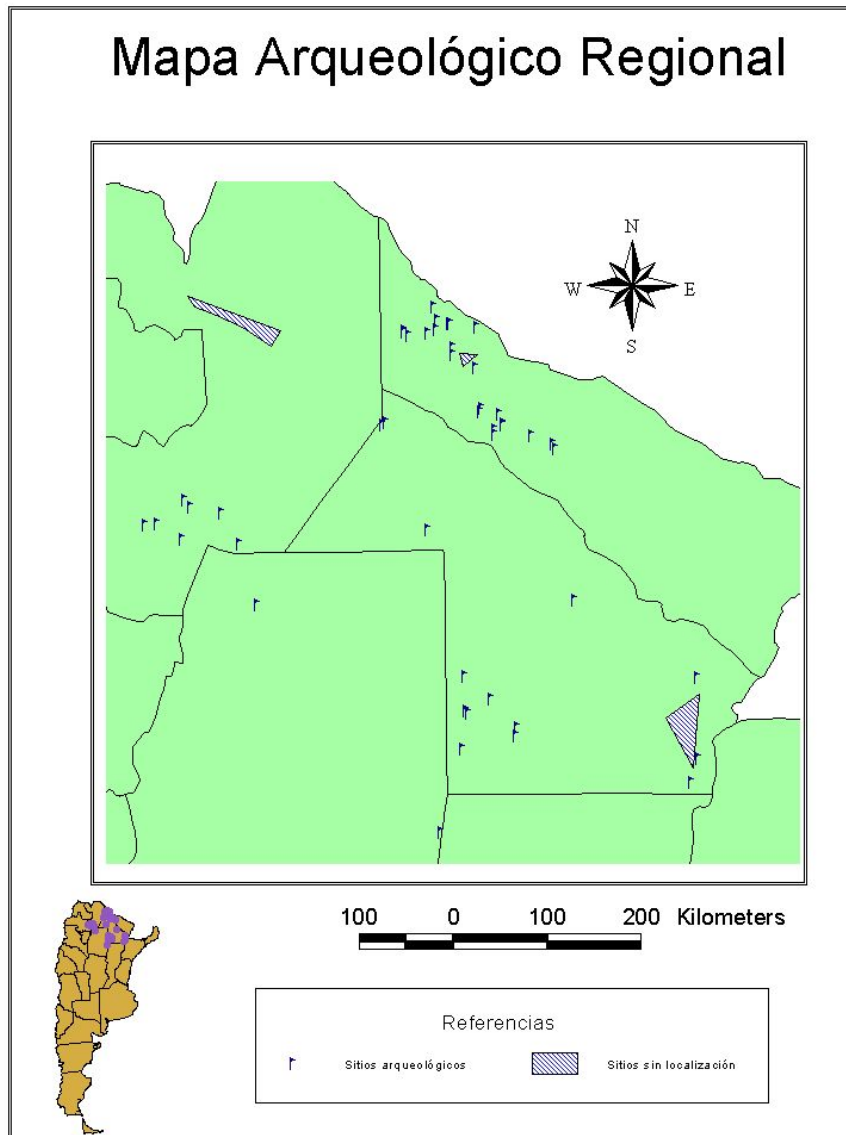 Mapa Arqueológico Regional
N
W E
S
100 0 100 200 Kilometers
Referencias
Sitios arqueológicos Sitios sin localización